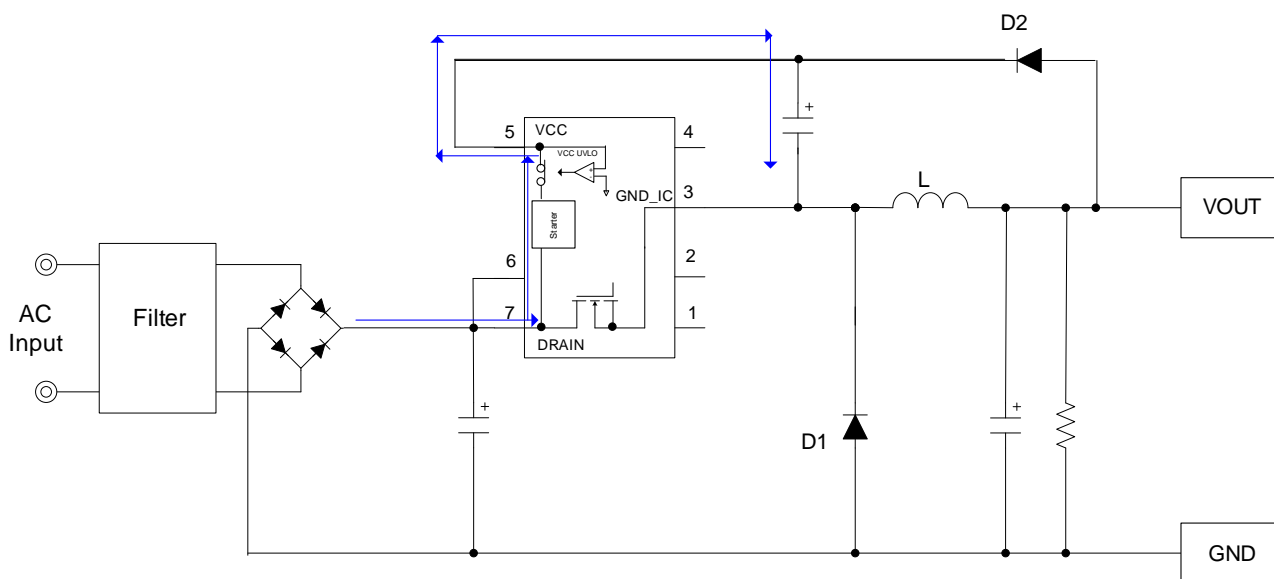 D2
+
5
VCC
4
VCC UVLO
+
-
GND_IC
3
L
VOUT
Starter
6
2
AC
Input
Filter
7
1
DRAIN
+
+
D1
GND